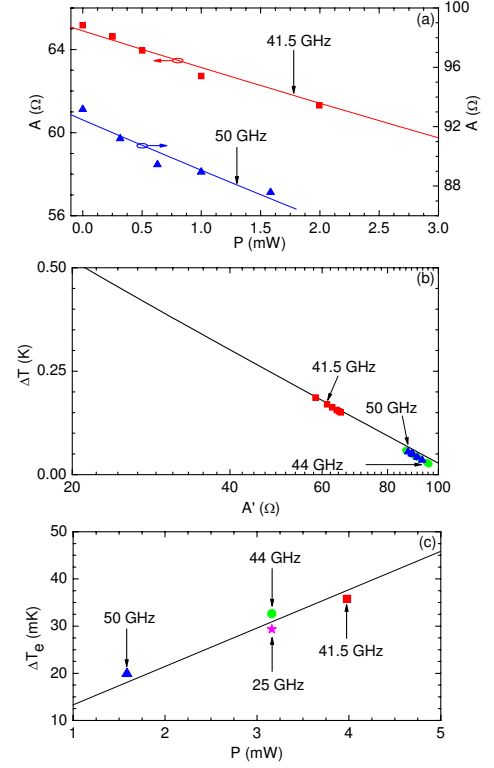 (a)
100
96
92
88
A (Ω)
64
60
56
A (Ω)
41.5 GHz
50 GHz
0.0 0.5 1.0 1.5 2.0 2.5 3.0
P (mW)
(b)
0.50
0.25
0.00
ΔT (K)
41.5 GHz
50 GHz
44 GHz
20 40 60 80 100
A' (Ω)
(c)
50
40
30
20
10
ΔTe (mK)
44 GHz
50 GHz
41.5 GHz
25 GHz
1 2 3 4 5
P (mW)